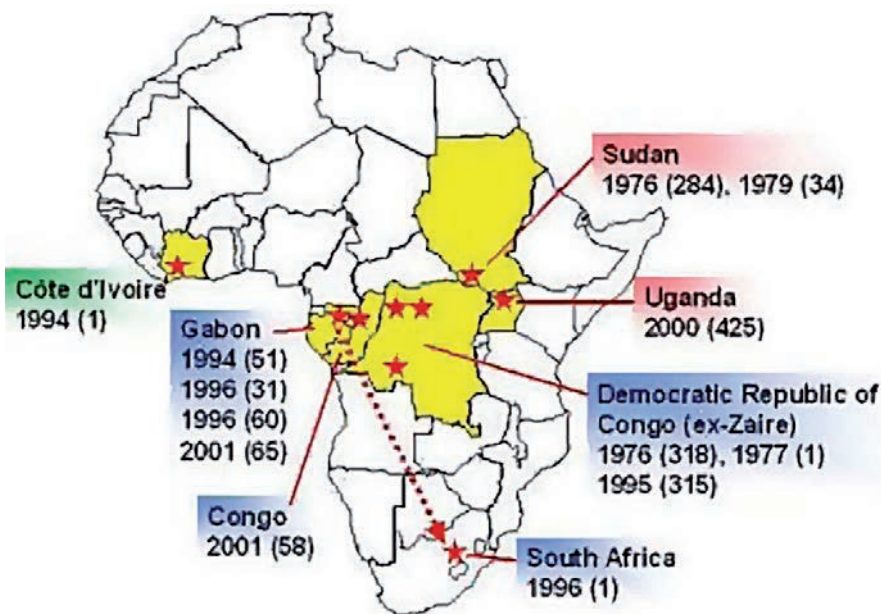 Sudan
1976 (284), 1979 (34)
Côte d'Ivoire
1994 (1)
Uganda
2000 (425)
Gabon
1994 (51)
1996 (31)
1996 (60)
2001 (65)
Democratic Republic of
Congo (ex-Zaire)
1976 (318), 1977 (1)
1995 (315)
Congo
2001 (58)
South Africa
1996 (1)